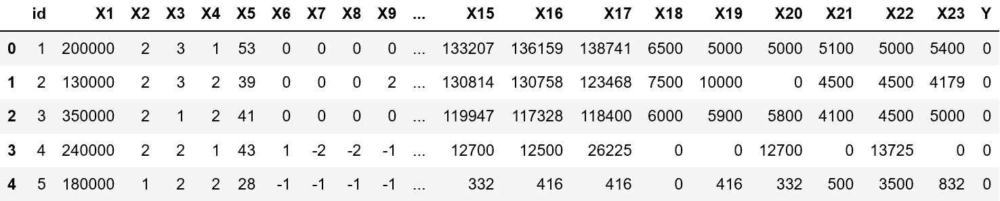 id X1 X2 X3 X4 X5 X6 X7 X8 X9 ... X15 X16 X17 X18 X19 X20 X21 X22 X23 Y
0 1 200000 2 3 1 53 0 0 0 0 ... 133207 136159 138741 6500 5000 5000 5100 5000 5400 0
1 2 130000 2 3 2 39 0 0 0 2 ... 130814 130758 123468 7500 10000 0 4500 4500 4179 0
2 3 350000 2 1 2 41 0 0 0 0 ... 119947 117328 118400 6000 5900 5800 4100 4500 5000 0
3 4 240000 2 2 1 43 1 -2 -2 -1 ... 12700 12500 26225 0 0 12700 0 13725 0 0
4 5 180000 1 2 2 28 -1 -1 -1 -1 ... 332 416 416 0 416 332 500 3500 832 0